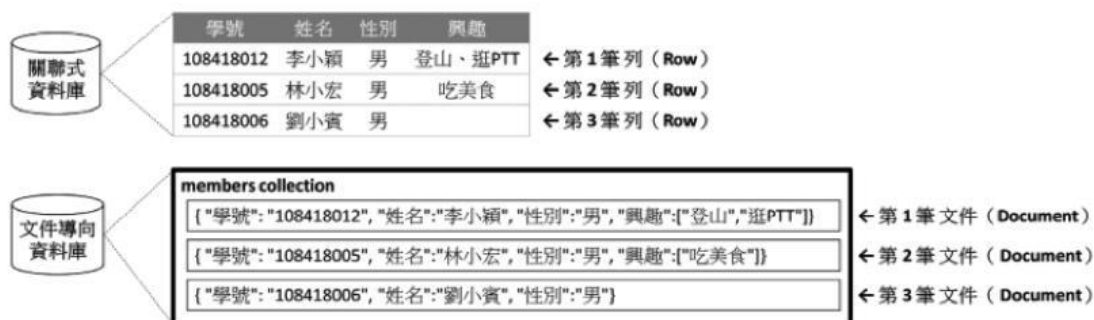 關聯式
資料庫
學號 姓名 性別 興趣
108418012 李小穎 男 登山、逛PTT ←第1筆列（Row）
108418005 林小宏 男 吃美食 ←第2筆列（Row）
108418006 劉小賓 男 ←第3筆列（Row）
文件導向
資料庫
members collection
{ "學號": "108418012", "姓名":"李小穎", "性別":"男", "興趣":["登山","逛PTT"]} ←第1筆文件（Document）
{ "學號": "108418005", "姓名":"林小宏", "性別":"男", "興趣":["吃美食"]} ←第2筆文件（Document）
{ "學號": "108418006", "姓名":"劉小賓", "性別":"男"} ←第3筆文件（Document）